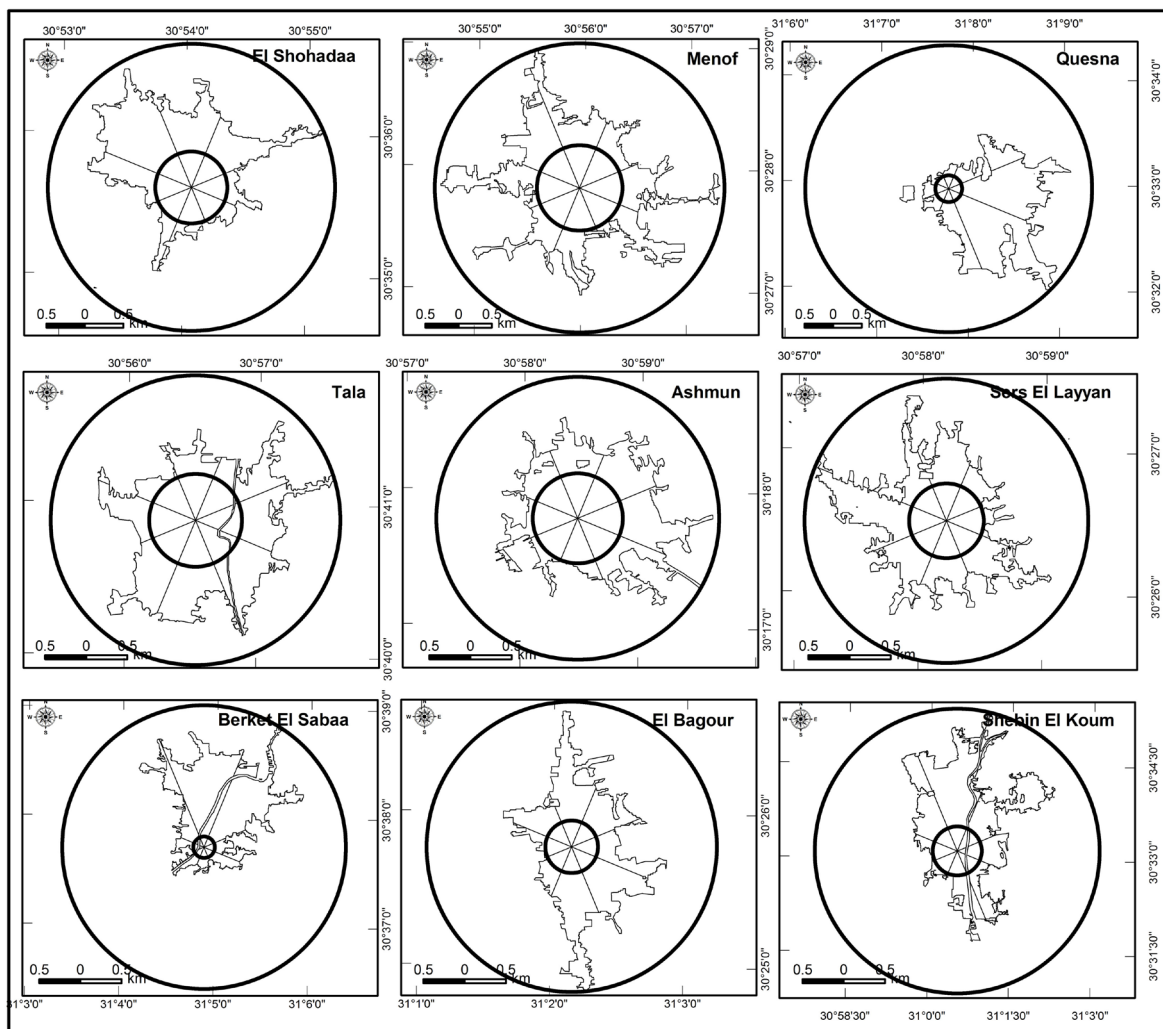 30°53'0" 30°54'0" 30°55'0"
El Shohadaa
N
W E
S
30°36'0"
30°35'0"
0.5 0 0.5
km
30°55'0" 30°56'0" 30°57'0"
Menof
N
W E
S
30°29'0"
30°28'0"
30°27'0"
0.5 0 0.5
km
31°6'0" 31°7'0" 31°8'0" 31°9'0"
Quesna
N
W E
S
30°34'0"
30°33'0"
30°32'0"
0.5 0 0.5
km
30°56'0" 30°57'0"
Tala
N
W E
S
30°41'0"
30°40'0"
0.5 0 0.5
km
30°57'0" 30°58'0" 30°59'0"
Ashmun
N
W E
S
30°18'0"
30°17'0"
0.5 0 0.5
km
30°57'0" 30°58'0" 30°59'0"
Sers El Layyan
N
W E
S
30°27'0"
30°26'0"
0.5 0 0.5
km
Berket El Sabaa
N
W E
S
30°39'0"
30°38'0"
30°37'0"
0.5 0 0.5
km
31°3'0" 31°4'0" 31°5'0" 31°6'0"
El Bagour
N
W E
S
30°26'0"
30°25'0"
0.5 0 0.5
km
31°1'0" 31°2'0" 31°3'0"
Shebin El Koum
N
W E
S
30°34'30"
30°33'0"
30°31'30"
0.5 0 0.5
km
30°58'30" 31°0'0" 31°1'30" 31°3'0"